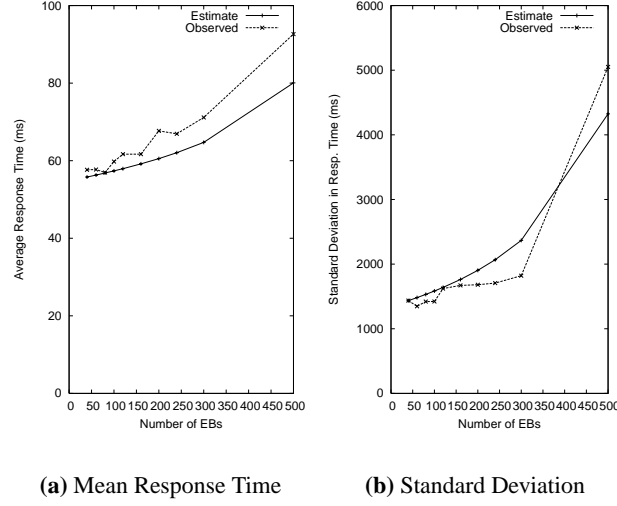 100
80
60
40
20
0
Average Response Time (ms)
0 50 100 150 200 250 300 350 400 450 500
Number of EBs
Estimate
Observed
6000
5000
4000
3000
2000
1000
0
Standard Deviation in Resp. Time (ms)
0 50 100 150 200 250 300 350 400 450 500
Number of EBs
Estimate
Observed
(a) Mean Response Time
(b) Standard Deviation